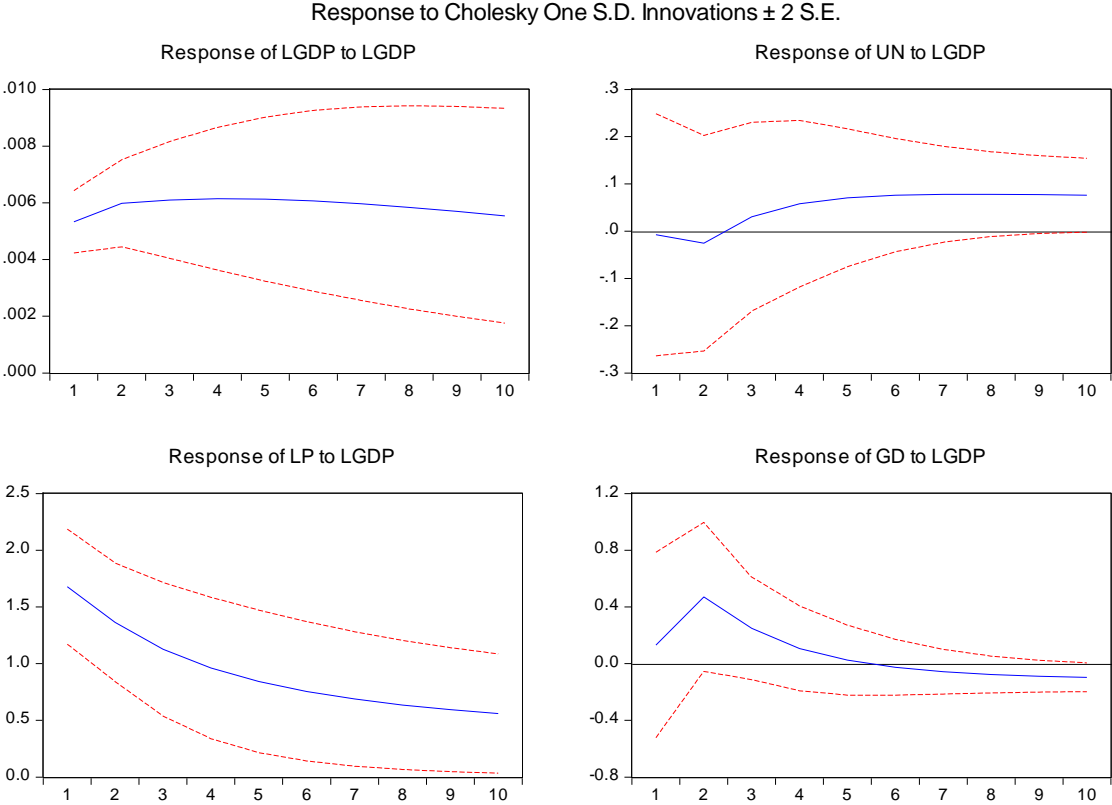 Response to Cholesky One S.D. Innovations ± 2 S.E.
Response of LGDP to LGDP
.010
.008
.006
.004
.002
.000
1 2 3 4 5 6 7 8 9 10
Response of UN to LGDP
.3
.2
.1
.0
-.1
-.2
-.3
1 2 3 4 5 6 7 8 9 10
Response of LP to LGDP
2.5
2.0
1.5
1.0
0.5
0.0
1 2 3 4 5 6 7 8 9 10
Response of GD to LGDP
1.2
0.8
0.4
0.0
-0.4
-0.8
1 2 3 4 5 6 7 8 9 10